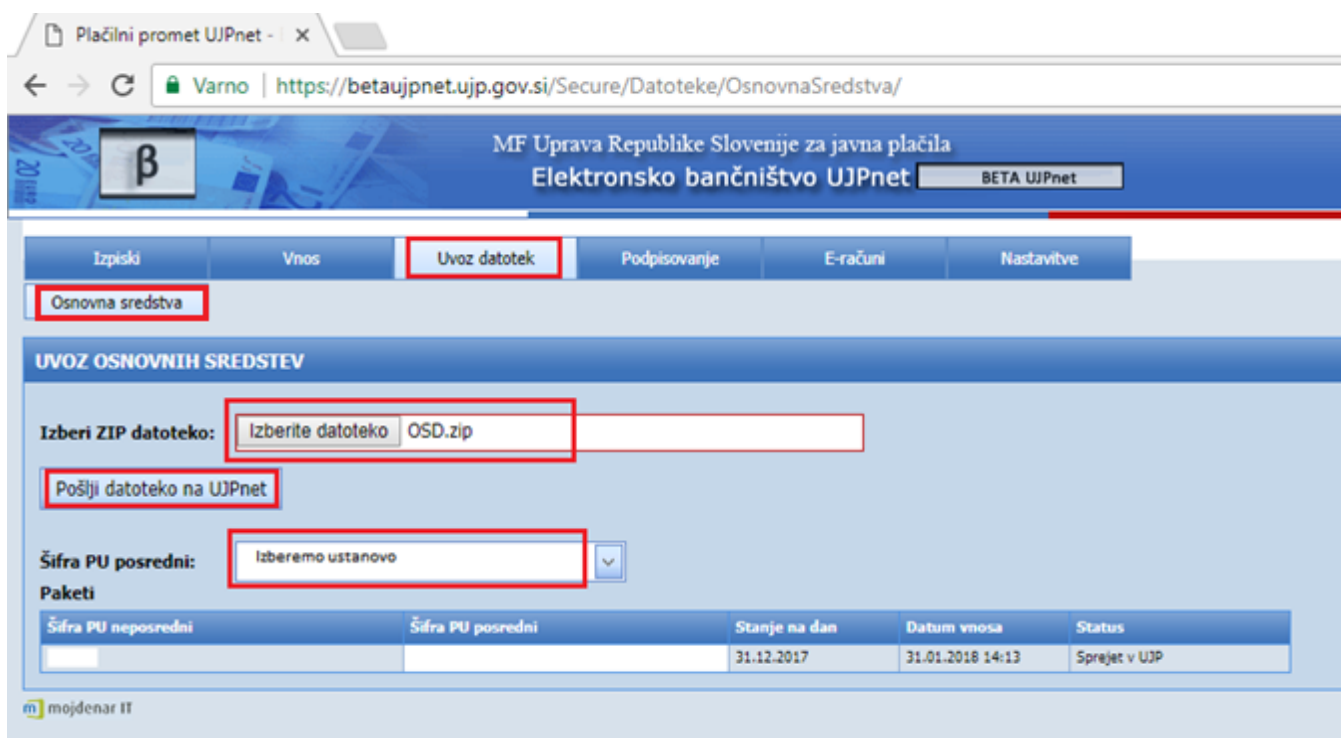 Plačilni promet UJPnet -
Varno | https://betaujpnet.ujp.gov.si/Secure/Datoteke/OsnovnaSredstva/
β
MF Uprava Republike Slovenije za javna plačila
Elektronsko bančništvo UJPnet BETA UJPnet
20 EURO
Izpiski Vnos Uvoz datotek Podpisovanje E-računi Nastavitve
Osnovna sredstva
UVOZ OSNOVNIH SREDSTEV
Izberi ZIP datoteko: Izberite datoteko OSD.zip
Pošlji datoteko na UJPnet
Šifra PU posredni: Izberemo ustanovo
Paketi
Šifra PU neposredni Šifra PU posredni Stanje na dan Datum vnosa Status
31.12.2017 31.01.2018 14:13 Sprejet v UJP
m mojdenar IT